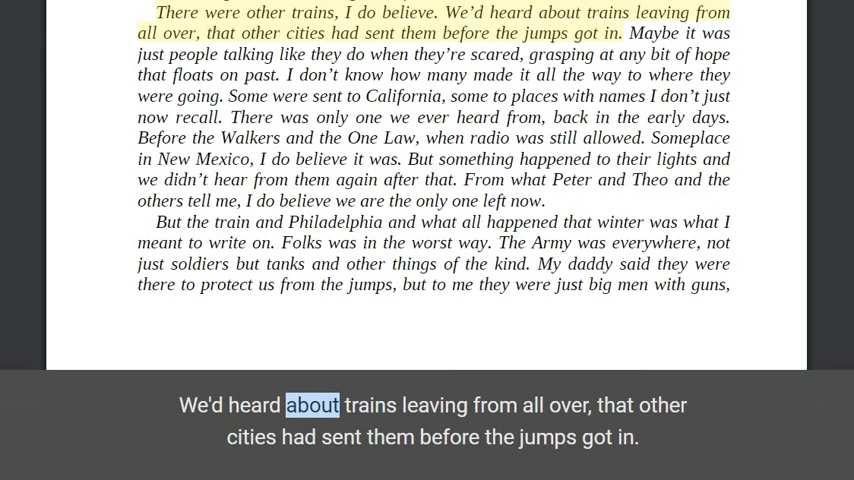 There were other trains, I do believe. We'd heard about trains leaving from
all over, that other cities had sent them before the jumps got in. Maybe it was
just people talking like they do when they're scared, grasping at any bit of hope
that floats on past. I don't know how many made it all the way to where they
were going. Some were sent to California, some to places with names I don't just
now recall. There was only one we ever heard from, back in the early days.
Before the Walkers and the One Law, when radio was still allowed. Someplace
in New Mexico, I do believe it was. But something happened to their lights and
we didn't hear from them again after that. From what Peter and Theo and the
others tell me, I do believe we are the only one left now.
But the train and Philadelphia and what all happened that winter was what I
meant to write on. Folks was in the worst way. The Army was everywhere, not
just soldiers but tanks and other things of the kind. My daddy said they were
there to protect us from the jumps, but to me they were just big men with guns,
We'd heard about trains leaving from all over, that other
cities had sent them before the jumps got in.